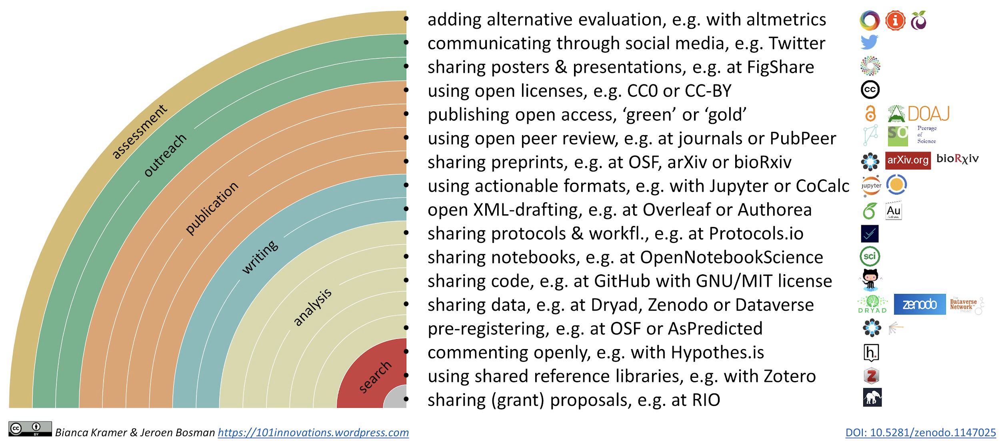 adding alternative evaluation, e.g. with altmetrics
communicating through social media, e.g. Twitter
sharing posters & presentations, e.g. at FigShare
using open licenses, e.g. CC0 or CC-BY
cc
publishing open access, ‘green’ or ‘gold’
DOAJ
using open peer review, e.g. at journals or PubPeer
SO
Peerage
of
Science
sharing preprints, e.g. at OSF, arXiv or bioRxiv
arXiv.org
bioRχiv
using actionable formats, e.g. with Jupyter or CoCalc
jupyter
open XML-drafting, e.g. at Overleaf or Authorea
Au
sharing protocols & workfl., e.g. at Protocols.io
sharing notebooks, e.g. at OpenNotebookScience
sci
sharing code, e.g. at GitHub with GNU/MIT license
sharing data, e.g. at Dryad, Zenodo or Dataverse
DRYAD
zenodo
The
Dataverse
Network™
Project
pre-registering, e.g. at OSF or AsPredicted
commenting openly, e.g. with Hypothes.is
h.
using shared reference libraries, e.g. with Zotero
Z
sharing (grant) proposals, e.g. at RIO
assessment
outreach
publication
writing
analysis
search
cc BY
Bianca Kramer & Jeroen Bosman https://101innovations.wordpress.com
DOI: 10.5281/zenodo.1147025